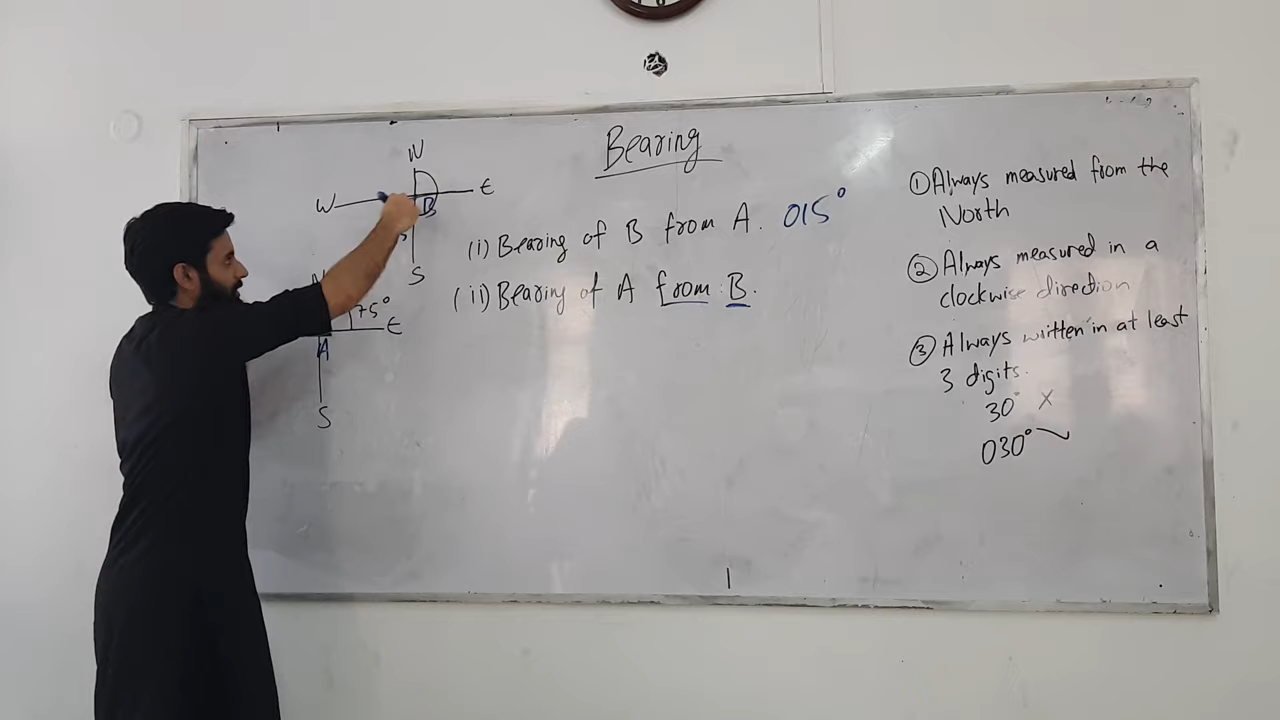 Bearing
N
W
E
B
S
75°
E
A
S
(i) Bearing of B from A. 015°
(ii) Bearing of A from B.
① Always measured from the
North
② Always measured in a
clockwise direction
③ Always written in at least
3 digits.
30° X
030°